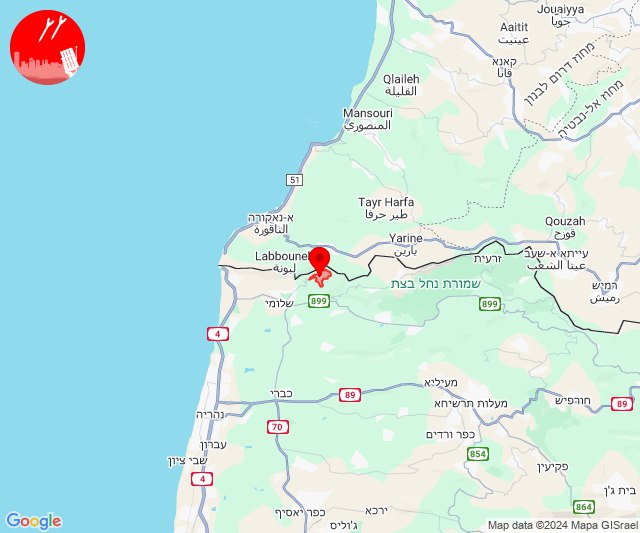 Jouaiyya
جويا
Aaitit
عيتيت
קאנא
قانا
מחוז דרום לבנון
מחוז אל-נבטיה
Qlaileh
القليلة
Mansouri
المنصوري
51
Tayr Harfa
طير حرفا
א-נאקורה
الناقورة
Qouzah
قوزح
Yarine
يارين
Labbouneh
لبونة
זרעית
עייתא א-שעב
عيتا الشعب
רמיש
رميش
שמורת נחל בצת
שלומי
899
899
4
כברי
89
מעיליא
מעלות תרשיחא
חורפיש
89
נהריה
70
כפר ורדים
עברון
854
שבי ציון
4
פקיעין
בית ג'ן
864
כפר יאסיף
ירכא
ג'וליס
Google
Map data ©2024 Mapa GISrael